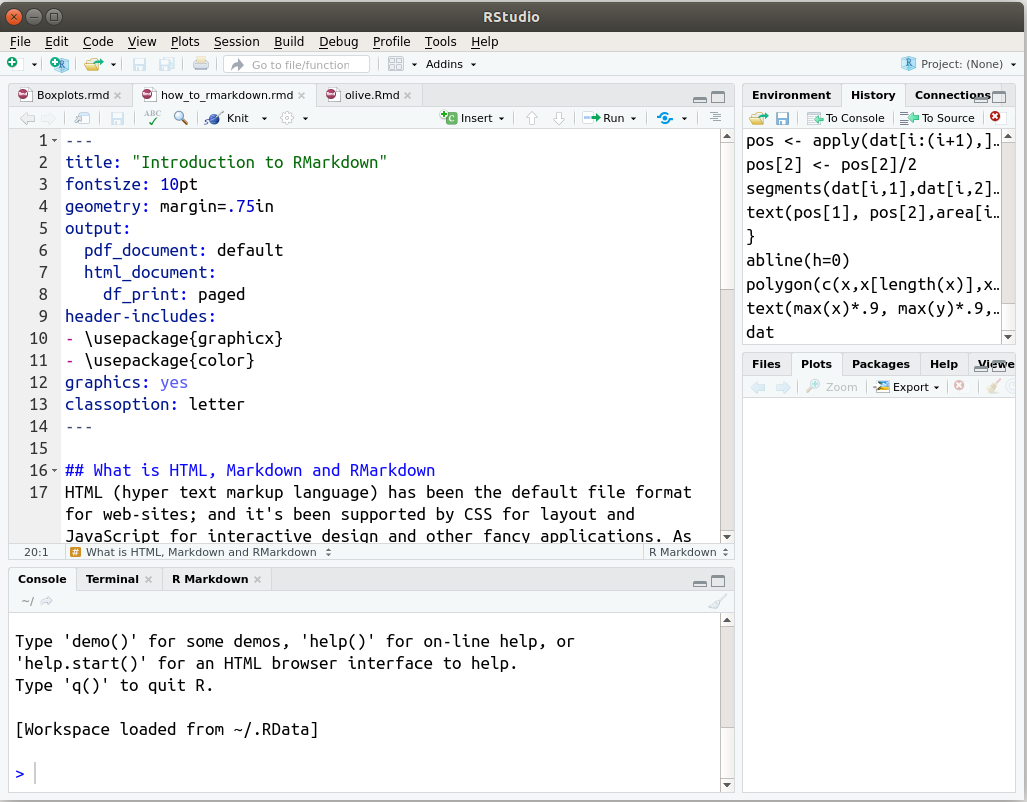 RStudio
File Edit Code View Plots Session Build Debug Profile Tools Help
Go to file/function Addins Project: (None)
Boxplots.rmd how_to_rmarkdown.rmd olive.Rmd
ABC Knit Insert Run
1 ---
2 title: "Introduction to RMarkdown"
3 fontsize: 10pt
4 geometry: margin=.75in
5 output:
6 pdf_document: default
7 html_document:
8 df_print: paged
9 header-includes:
10 - \usepackage{graphicx}
11 - \usepackage{color}
12 graphics: yes
13 classoption: letter
14 ---
15
16 ## What is HTML, Markdown and RMarkdown
17 HTML (hyper text markup language) has been the default file format
for web-sites; and it's been supported by CSS for layout and
JavaScript for interactive design and other fancy applications. As
20:1 # What is HTML, Markdown and RMarkdown R Markdown
Console Terminal R Markdown
~/
Type 'demo()' for some demos, 'help()' for on-line help, or
'help.start()' for an HTML browser interface to help.
Type 'q()' to quit R.
[Workspace loaded from ~/.RData]
>
Environment History Connections
To Console To Source
pos <- apply(dat[i:(i+1),]…
pos[2] <- pos[2]/2
segments(dat[i,1],dat[i,2]…
text(pos[1], pos[2],area[i…
}
abline(h=0)
polygon(c(x,x[length(x)],x…
text(max(x)*.9, max(y)*.9,…
dat
Files Plots Packages Help Viewe
Zoom Export